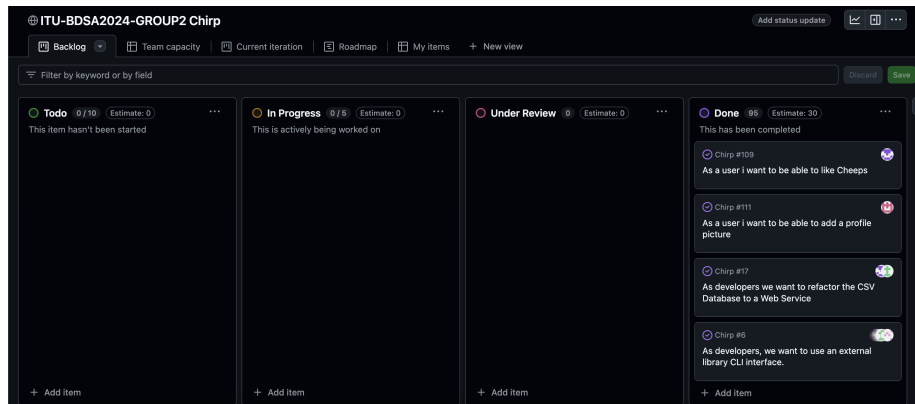 ITU-BDSA2024-GROUP2 Chirp
Add status update
Backlog
Team capacity
Current iteration
Roadmap
My items
+ New view
Filter by keyword or by field
Discard
Save
Todo 0/10 Estimate: 0
This item hasn't been started
+ Add item
In Progress 0/5 Estimate: 0
This is actively being worked on
+ Add item
Under Review 0 Estimate: 0
+ Add item
Done 95 Estimate: 30
This has been completed
Chirp #109
As a user i want to be able to like Cheeps
Chirp #111
As a user i want to be able to add a profile
picture
Chirp #17
As developers we want to refactor the CSV
Database to a Web Service
Chirp #6
As developers, we want to use an external
library CLI interface.
+ Add item